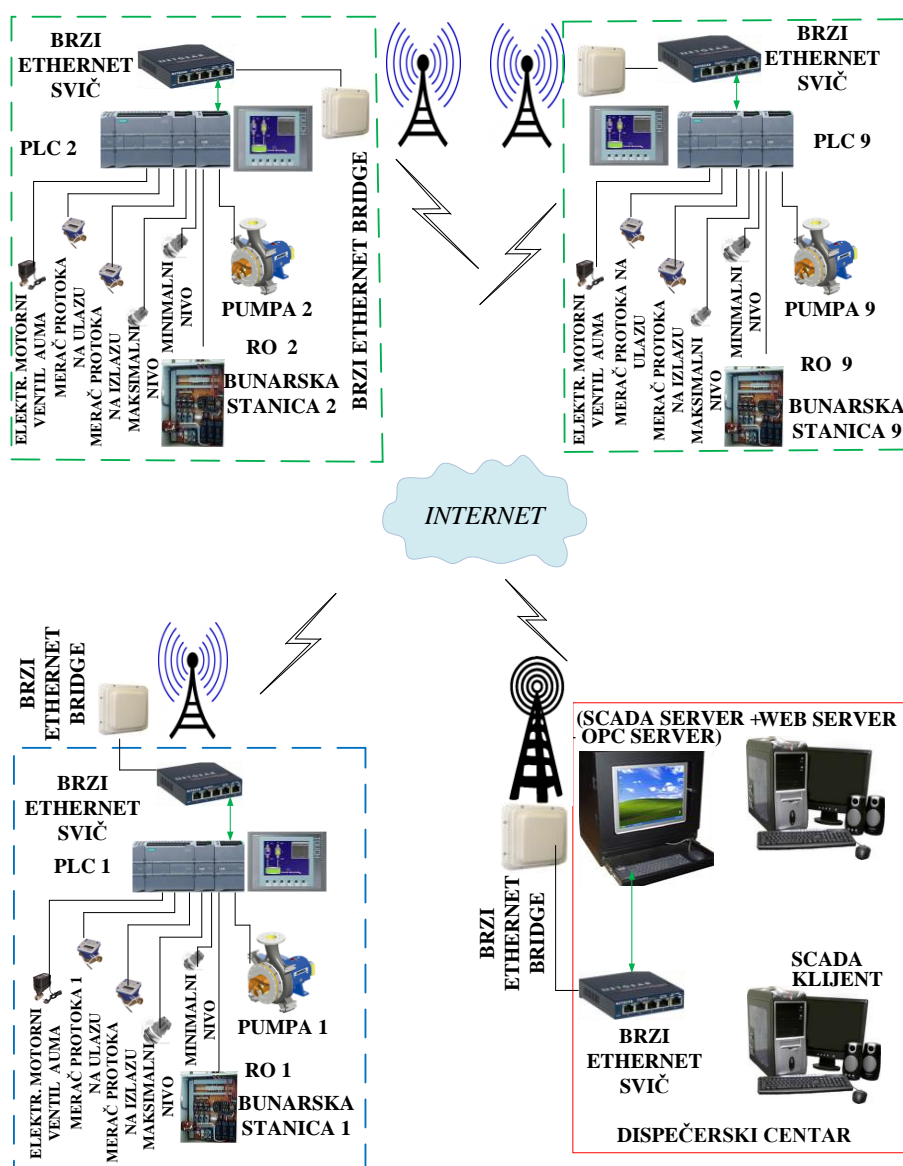 BRZI
ETHERNET
SVIČ
NETGEAR
PLC 2
ELEKTR. MOTORNI
VENTIL AUMA
MERAČ PROTOKA
NA ULAZU
MERAČ PROTOKA
NA IZLAZU
MAKSIMALNI
NIVO
MINIMALNI
NIVO
PUMPA 2
RO 2
BUNARSKA
STANICA 2
BRZI ETHERNET BRIDGE
BRZI
ETHERNET
SVIČ
NETGEAR
PLC 9
ELEKTR. MOTORNI
VENTIL AUMA
MERAČ PROTOKA NA
ULAZU
MERAČ PROTOKA
NA IZLAZU
MAKSIMALNI
NIVO
MINIMALNI
NIVO
PUMPA 9
RO 9
BUNARSKA
STANICA 9
INTERNET
BRZI
ETHERNET
BRIDGE
BRZI
ETHERNET
SVIČ
NETGEAR
PLC 1
ELEKTR. MOTORNI
VENTIL AUMA
MERAČ PROTOKA 1
NA ULAZU
MERAČ PROTOKA
NA IZLAZU
MAKSIMALNI
NIVO
MINIMALNI
NIVO
PUMPA 1
RO 1
BUNARSKA
STANICA 1
(SCADA SERVER +WEB SERVER
- OPC SERVER)
BRZI
ETHERNET
BRIDGE
NETGEAR
BRZI
ETHERNET
SVIČ
SCADA
KLIJENT
DISPEČERSKI CENTAR